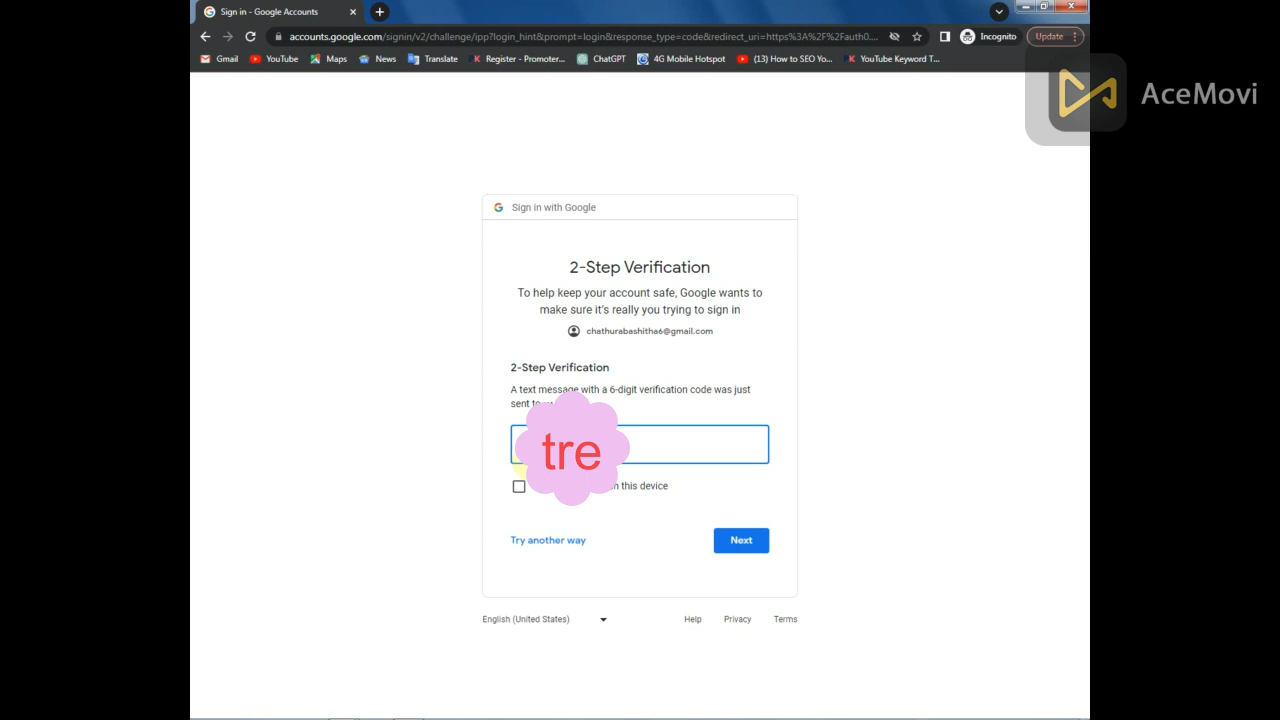 Sign in - Google Accounts
accounts.google.com/signin/v2/challenge/ipp?login_hint&prompt=login&response_type=code&redirect_uri=https%3A%2F%2Fauth0.... Incognito Update
Gmail YouTube Maps News Translate Register - Promoter... ChatGPT 4G Mobile Hotspot (13) How to SEO Yo... YouTube Keyword T...
AceMovi
Sign in with Google
2-Step Verification
To help keep your account safe, Google wants to
make sure it's really you trying to sign in
chathurabashitha6@gmail.com
2-Step Verification
A text message with a 6-digit verification code was just
sent to
tre
this device
Try another way Next
English (United States) Help Privacy Terms